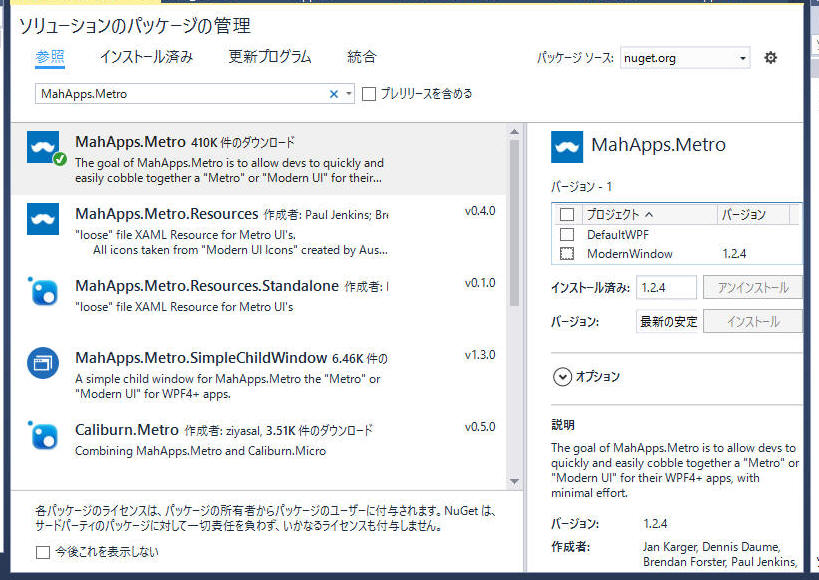 ソリューションのパッケージの管理
参照 インストール済み 更新プログラム 統合
パッケージ ソース: nuget.org
MahApps.Metro
プレリリースを含める
MahApps.Metro 410K 件のダウンロード
The goal of MahApps.Metro is to allow devs to quickly and
easily cobble together a "Metro" or "Modern UI" for their...
MahApps.Metro.Resources 作成者: Paul Jenkins; Bre
v0.4.0
"loose" file XAML Resource for Metro UI's.
All icons taken from "Modern UI Icons" created by Aus...
MahApps.Metro.Resources.Standalone 作成者:
v0.1.0
"loose" file XAML Resource for Metro UI's
MahApps.Metro.SimpleChildWindow 6.46K 件の
v1.3.0
A simple child window for MahApps.Metro the "Metro" or
"Modern UI" for WPF4+ apps.
Caliburn.Metro 作成者: ziyasal, 3.51K 件のダウンロード
v0.5.0
Combining MahApps.Metro and Caliburn.Micro
各パッケージのライセンスは、パッケージの所有者からパッケージのユーザーに付与されます。NuGet は、
サードパーティのパッケージに対して一切責任を負わず、いかなるライセンスも付与しません。
今後これを表示しない
MahApps.Metro
バージョン - 1
プロジェクト バージョン
DefaultWPF
ModernWindow 1.2.4
インストール済み: 1.2.4 アンインストール
バージョン: 最新の安定 インストール
オプション
説明
The goal of MahApps.Metro is to allow devs to
quickly and easily cobble together a "Metro" or
"Modern UI" for their WPF4+ apps, with
minimal effort.
バージョン: 1.2.4
作成者: Jan Karger, Dennis Daume,
Brendan Forster, Paul Jenkins,